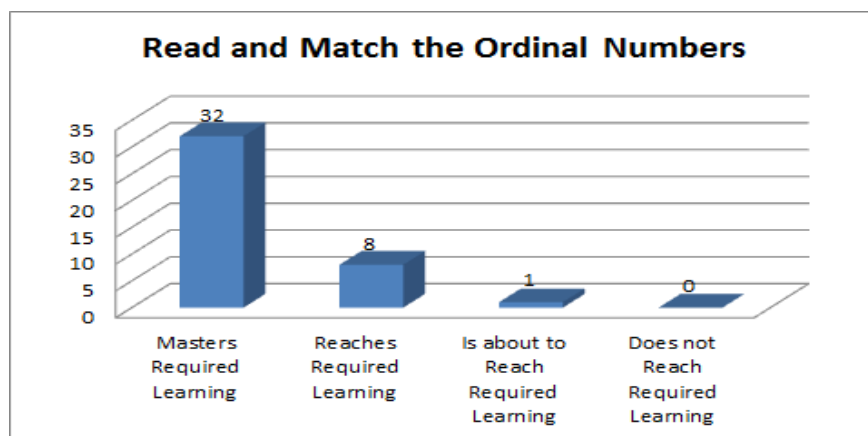 Read and Match the Ordinal Numbers
35
30
25
20
15
10
5
0
32
8
1
0
Masters
Required
Learning
Reaches
Required
Learning
Is about to
Reach
Required
Learning
Does not
Reach
Required
Learning